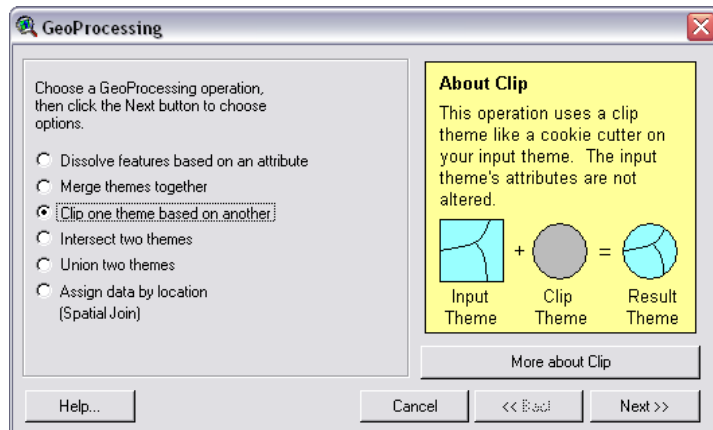 GeoProcessing
Choose a GeoProcessing operation,
then click the Next button to choose
options.
Dissolve features based on an attribute
Merge themes together
Clip one theme based on another
Intersect two themes
Union two themes
Assign data by location
(Spatial Join)
About Clip
This operation uses a clip
theme like a cookie cutter on
your input theme. The input
theme's attributes are not
altered.
+ =
Input Clip Result
Theme Theme Theme
More about Clip
Help... Cancel << Back Next >>